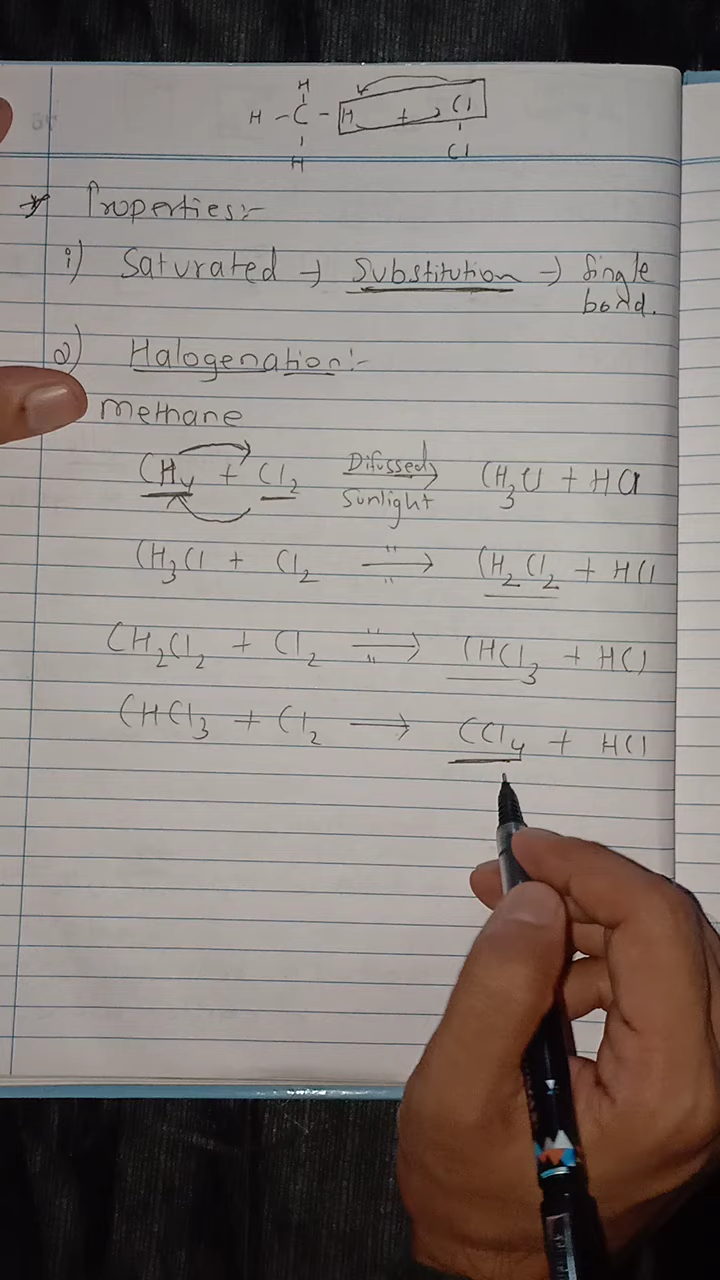 H
H - C - H + Cl
H Cl
* Properties:-
i) Saturated → Substitution → Single
bond.
2) Halogenation:-
Methane
CH4 + Cl2 Difussed Sunlight → CH3Cl + HCl
CH3Cl + Cl2 " → " CH2Cl2 + HCl
CH2Cl2 + Cl2 " → " CHCl3 + HCl
CHCl3 + Cl2 → CCl4 + HCl